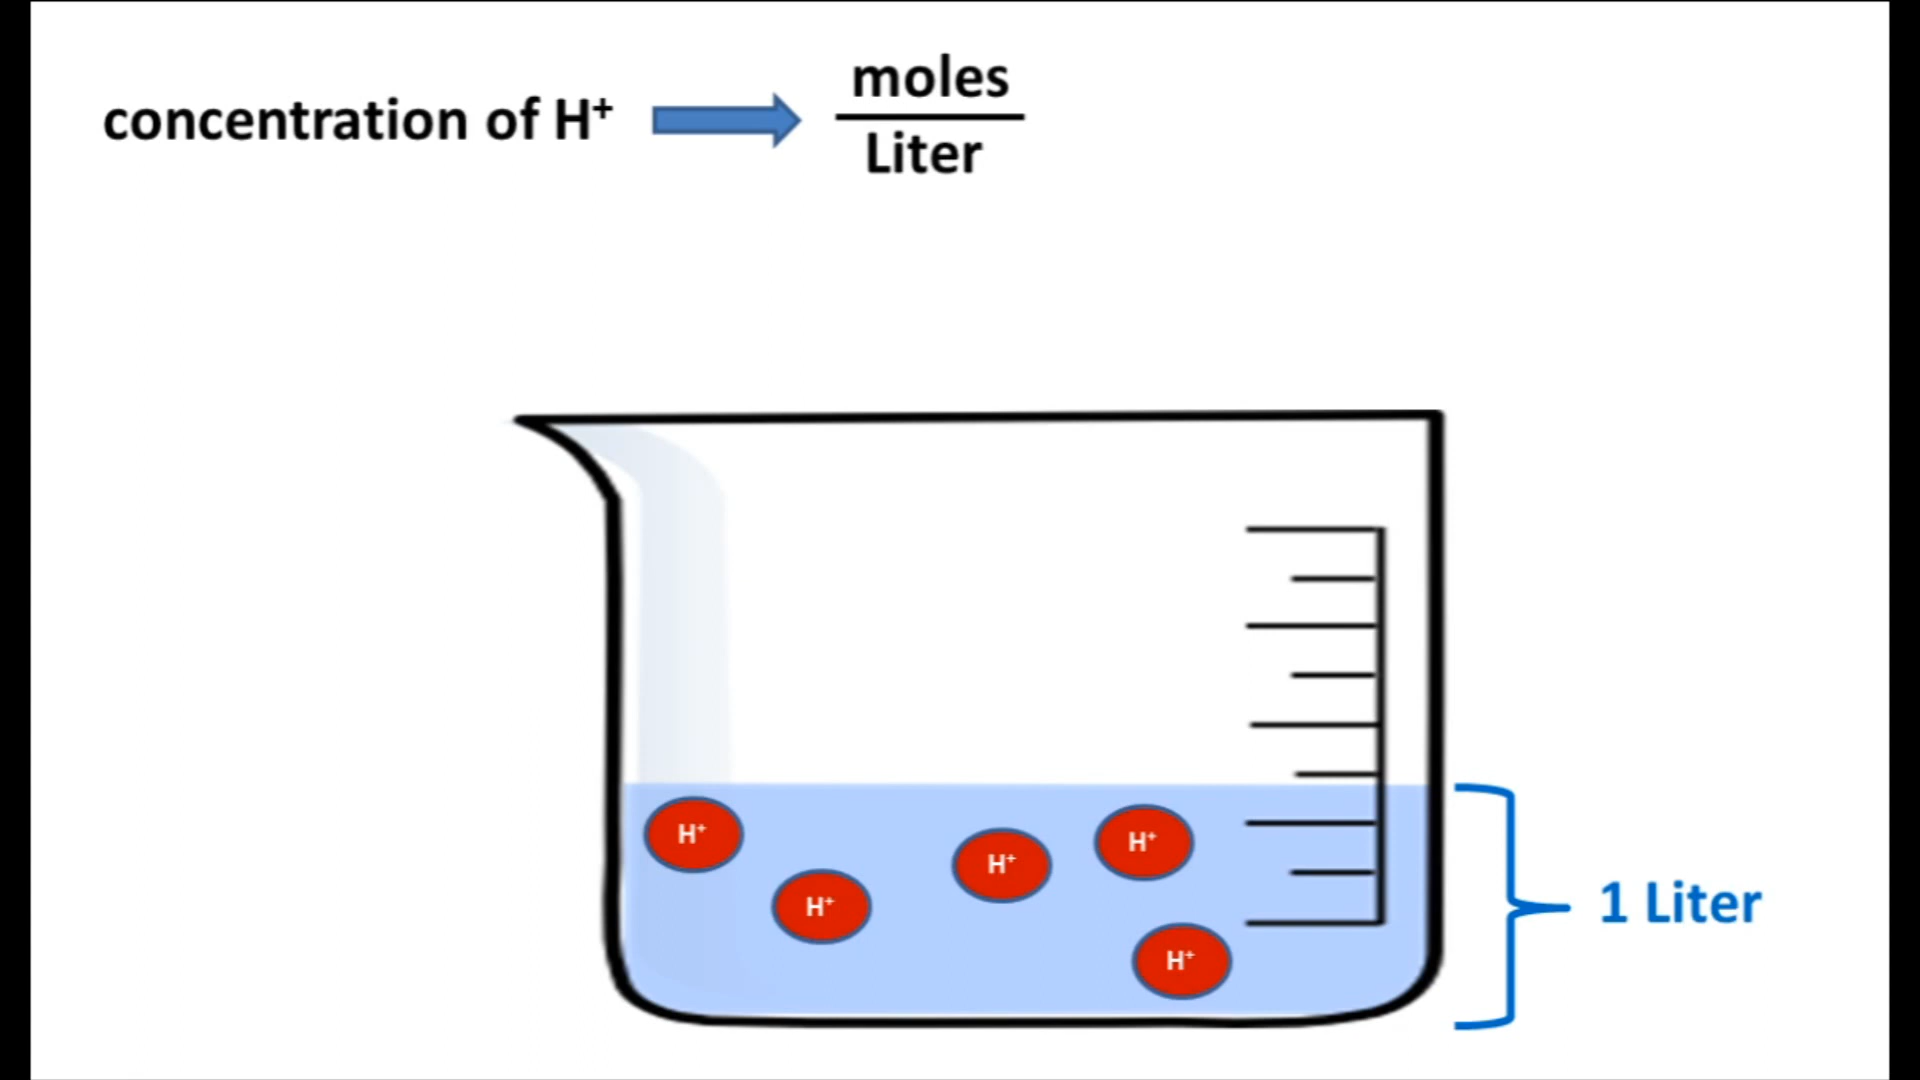 concentration of H⁺
moles
Liter
H⁺
H⁺
H⁺
H⁺
H⁺
1 Liter